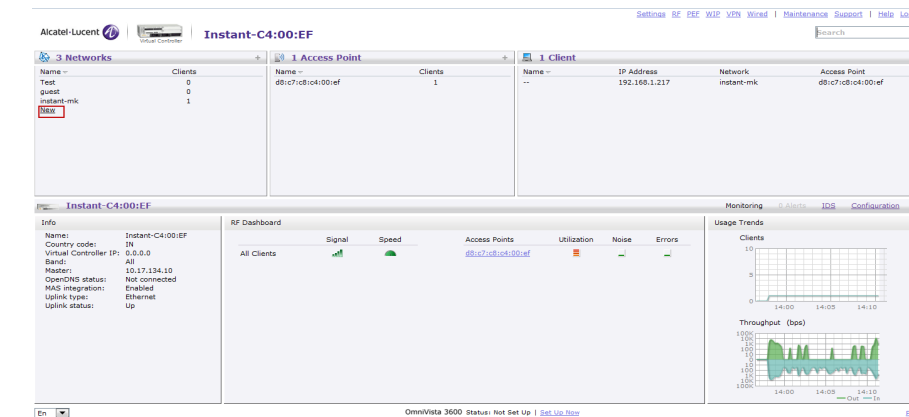 Settings RF PEF WIP VPN Wired | Maintenance Support | Help Lo
Alcatel-Lucent
Virtual Controller
Instant-C4:00:EF
Search
3 Networks +
Name Clients
Test 0
guest 0
instant-mk 1
New
1 Access Point +
Name Clients
d8:c7:c8:c4:00:ef 1
1 Client
Name IP Address Network Access Point
-- 192.168.1.217 instant-mk d8:c7:c8:c4:00:ef
Instant-C4:00:EF
Monitoring 0 Alerts IDS Configuration
Info
Name: Instant-C4:00:EF
Country code: IN
Virtual Controller IP: 0.0.0.0
Band: All
Master: 10.17.134.10
OpenDNS status: Not connected
MAS integration: Enabled
Uplink type: Ethernet
Uplink status: Up
RF Dashboard
Signal Speed
All Clients
Access Points Utilization Noise Errors
d8:c7:c8:c4:00:ef
Usage Trends
Clients
10
5
0
14:00 14:05 14:10
Throughput (bps)
100K
10K
1K
100
10
0
10
100
1K
10K
100K
14:00 14:05 14:10
Out In
En
OmniVista 3600 Status: Not Set Up | Set Up Now